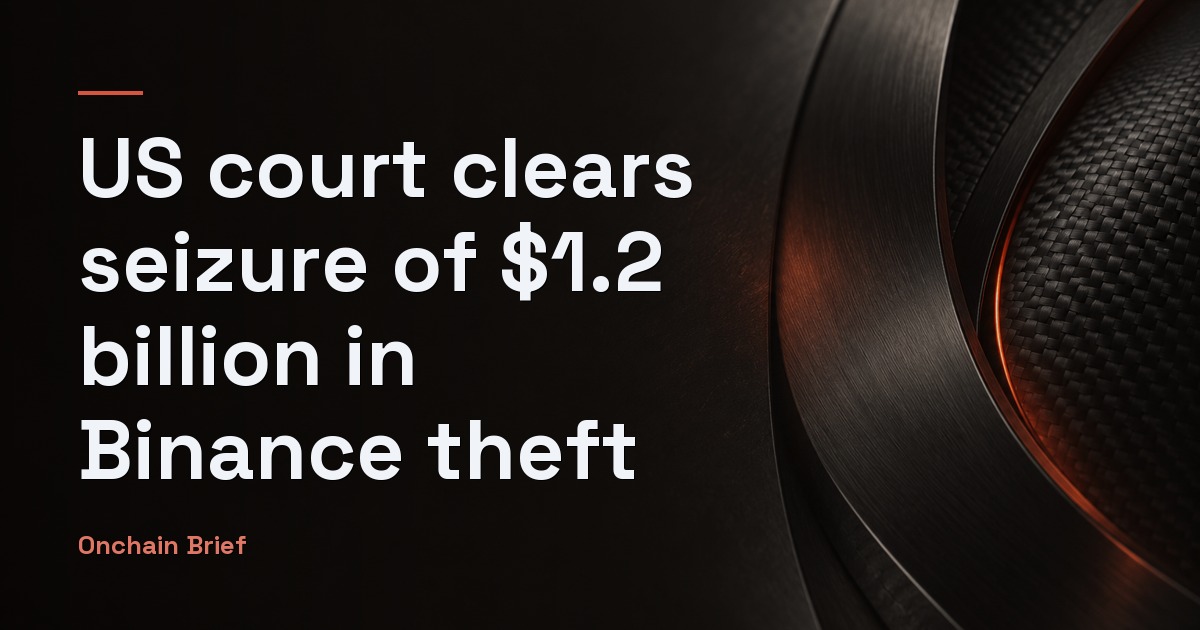 US court clears
seizure of $1.2
billion in
Binance theft
Onchain Brief